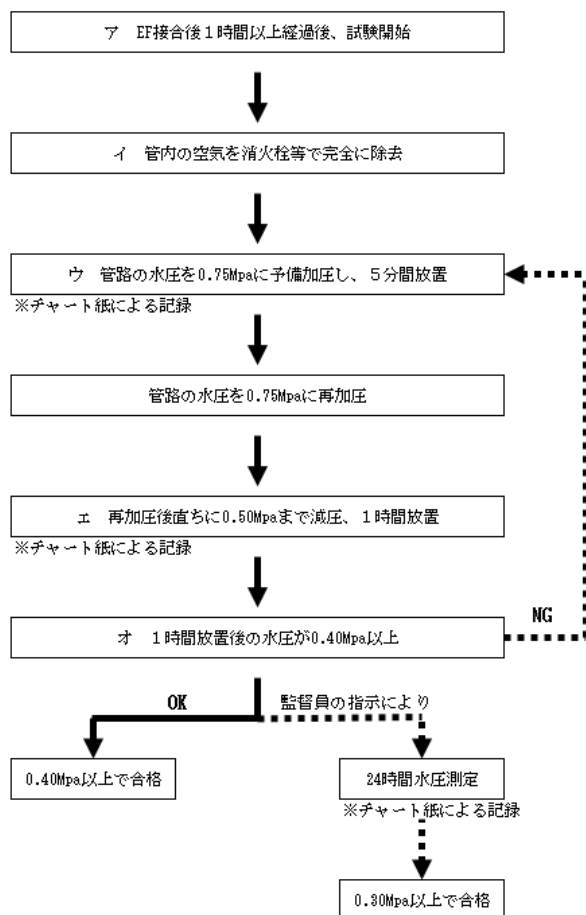 ア EF接合後１時間以上経過後、試験開始
イ 管内の空気を消火栓等で完全に除去
ウ 管路の水圧を0.75Mpaに予備加圧し、５分間放置
※チャート紙による記録
管路の水圧を0.75Mpaに再加圧
エ 再加圧後直ちに0.50Mpaまで減圧、１時間放置
※チャート紙による記録
オ １時間放置後の水圧が0.40Mpa以上
NG
OK
監督員の指示により
0.40Mpa以上で合格
24時間水圧測定
※チャート紙による記録
0.30Mpa以上で合格